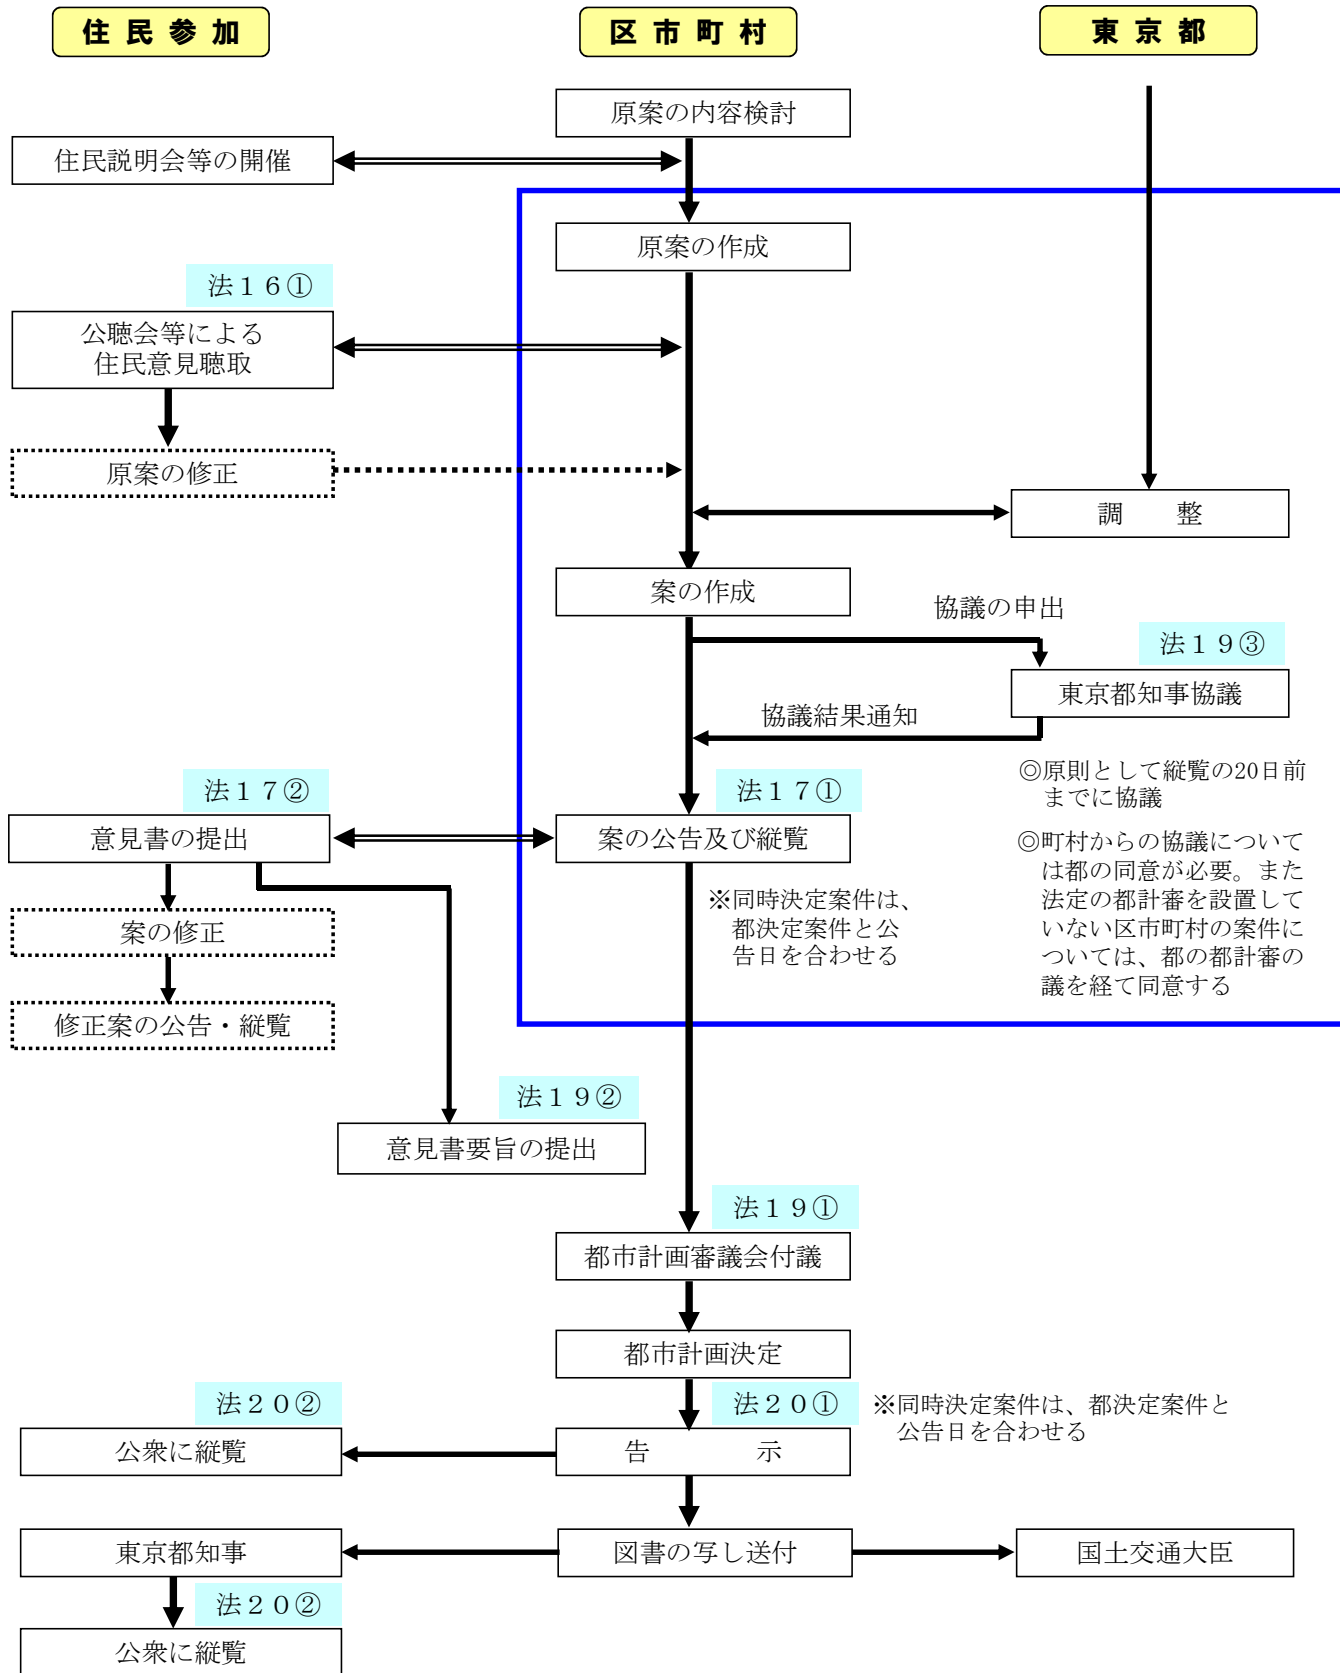 住民参加
区市町村
東京都
原案の内容検討
住民説明会等の開催
原案の作成
法１６①
公聴会等による
住民意見聴取
原案の修正
調　　整
案の作成
協議の申出
法１９③
東京都知事協議
協議結果通知
◎原則として縦覧の20日前
までに協議
法１７②
法１７①
意見書の提出
案の公告及び縦覧
◎町村からの協議について
は都の同意が必要。また
法定の都計審を設置して
いない区市町村の案件に
ついては、都の都計審の
議を経て同意する
※同時決定案件は、
都決定案件と公
告日を合わせる
案の修正
修正案の公告・縦覧
法１９②
意見書要旨の提出
法１９①
都市計画審議会付議
都市計画決定
法２０②
法２０①
※同時決定案件は、都決定案件と
公告日を合わせる
公衆に縦覧
告　　　　示
東京都知事
図書の写し送付
国土交通大臣
法２０②
公衆に縦覧